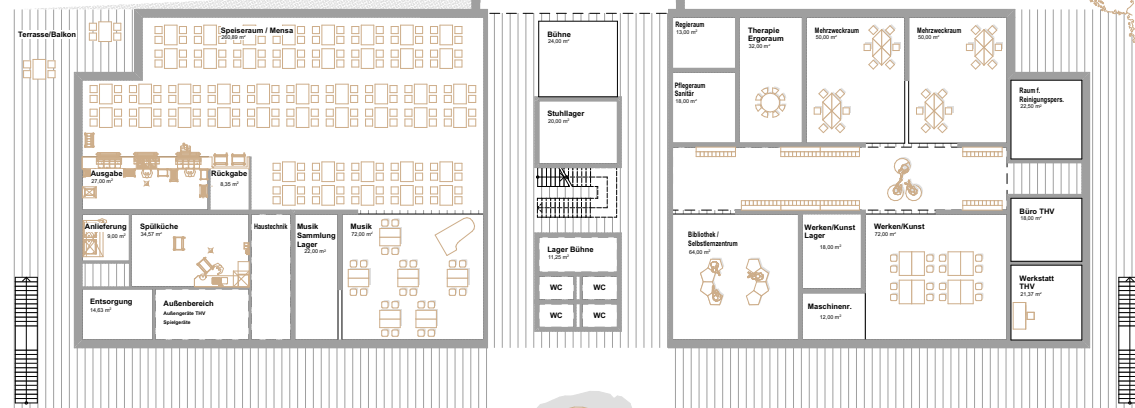 Terrasse/Balkon
Speiseraum / Mensa
260,89 m²
Bühne
24,00 m²
Regieraum
13,00 m²
Therapie
Ergoraum
32,00 m²
Mehrzweckraum
50,00 m²
Mehrzweckraum
50,00 m²
Pflegeraum
Sanitär
18,00 m²
Raum f.
Reinigungspers.
22,50 m²
Stuhllager
20,00 m²
Ausgabe
27,00 m²
Rückgabe
8,35 m²
Anlieferung
9,00 m²
Spülküche
34,57 m²
Haustechnik
Musik
Sammlung
Lager
22,00 m²
Musik
72,00 m²
Lager Bühne
11,25 m²
WC
WC
WC
WC
Bibliothek /
Selbstlernzentrum
64,00 m²
Werken/Kunst
Lager
18,00 m²
Werken/Kunst
72,00 m²
Büro THV
18,00 m²
Entsorgung
14,63 m²
Außenbereich
Außengeräte THV
Spielgeräte
Maschinenr.
12,00 m²
Werkstatt
THV
21,37 m²